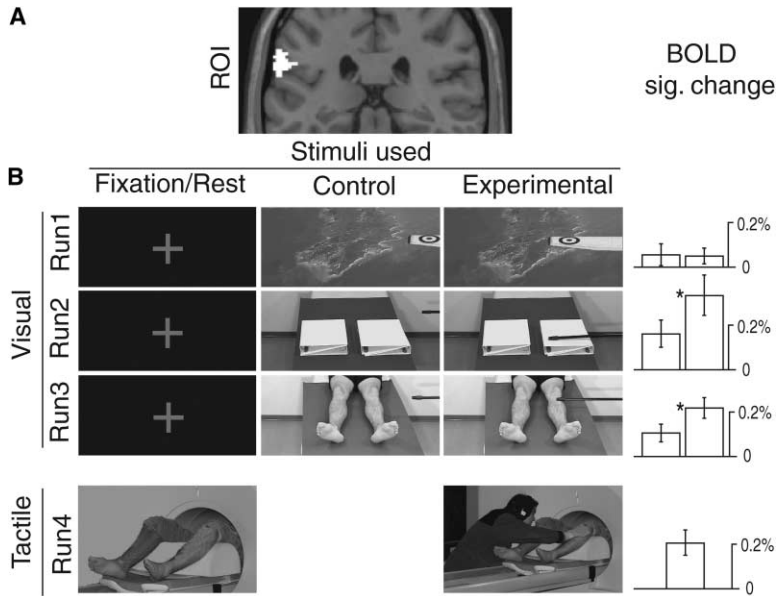 A
ROI
BOLD
sig. change
Stimuli used
B
Fixation/Rest
Control
Experimental
Visual
Run1
0.2%
0
Run2
*
0.2%
0
Run3
*
0.2%
0
Tactile
Run4
0.2%
0